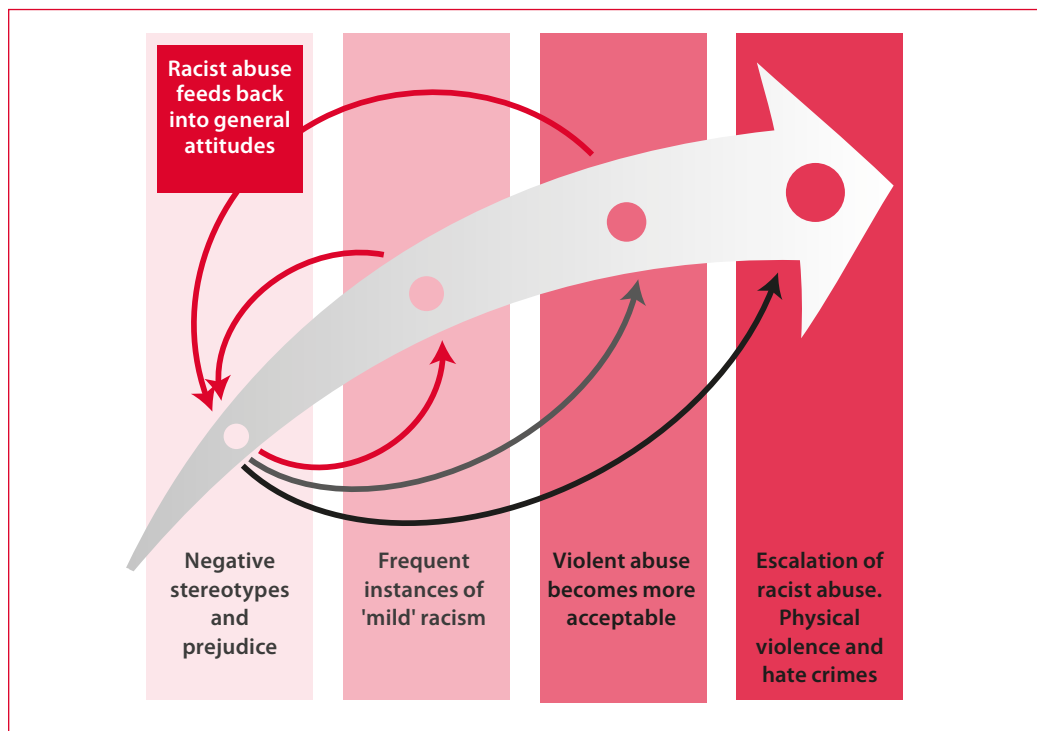 Racist abuse
feeds back
into general
attitudes
Negative
stereotypes
and
prejudice
Frequent
instances of
'mild' racism
Violent abuse
becomes more
acceptable
Escalation of
racist abuse.
Physical
violence and
hate crimes